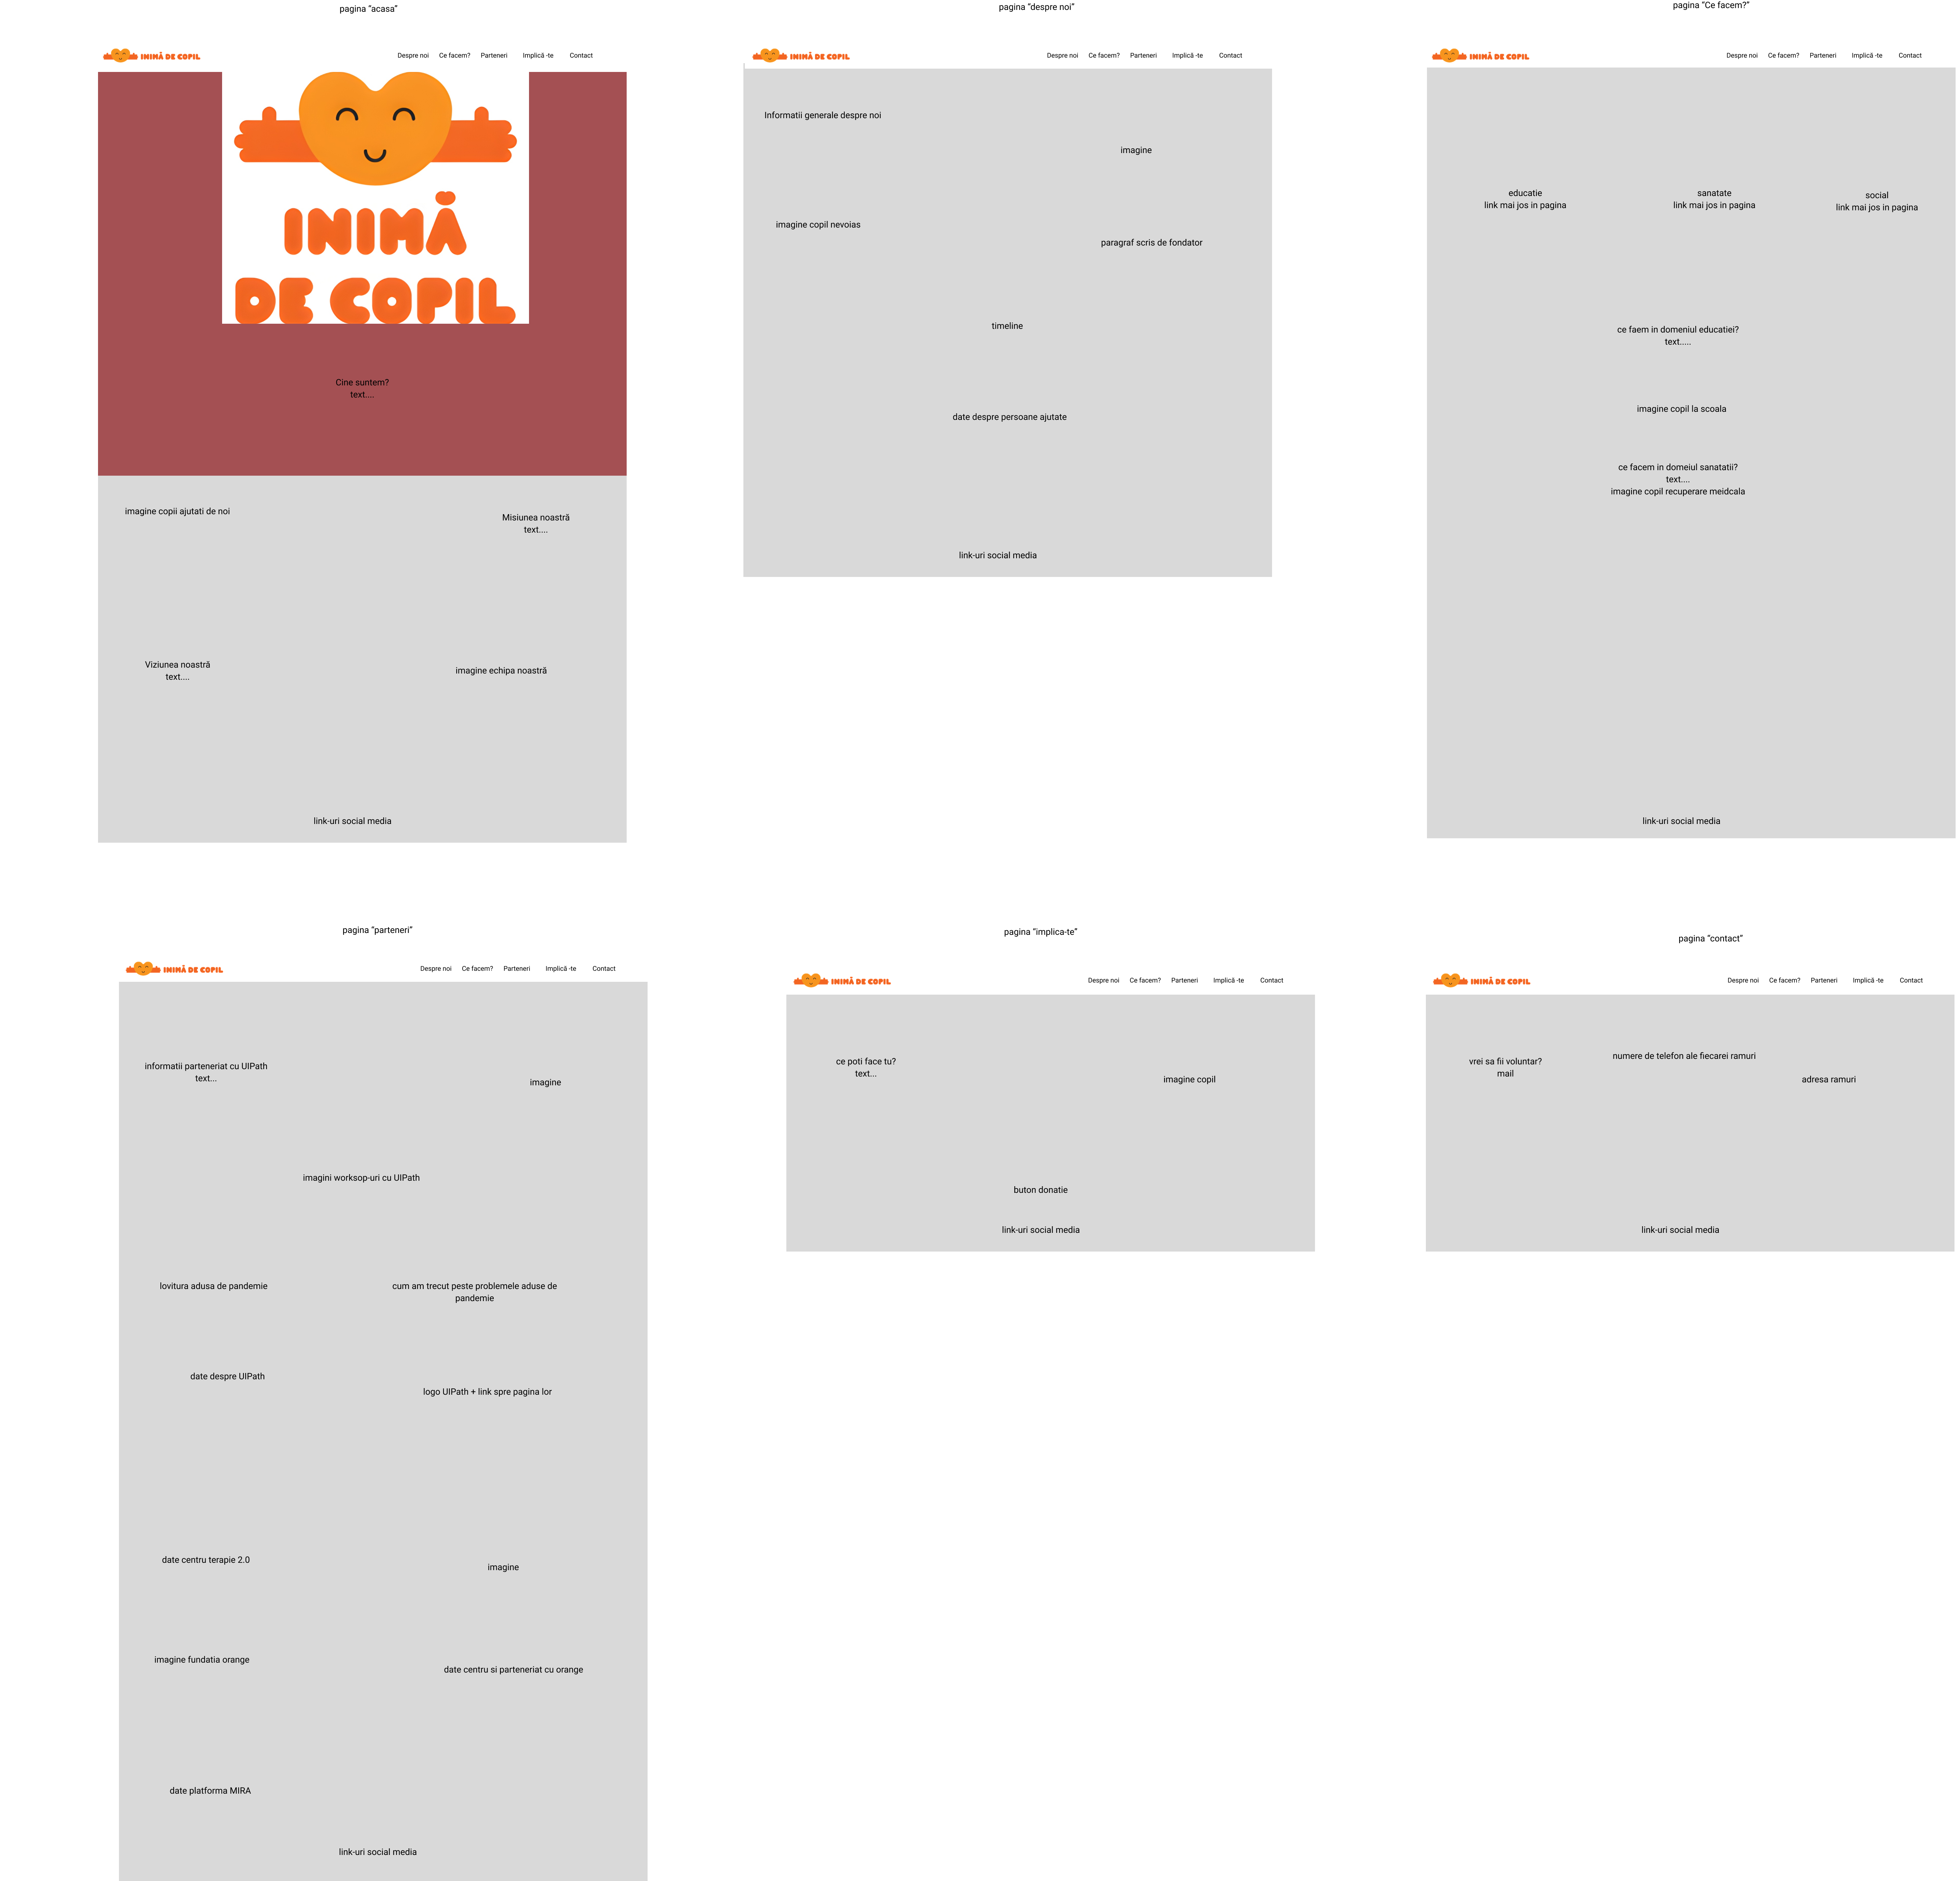 pagina “acasa”
INIMĂ DE COPIL
Despre noi Ce facem? Parteneri Implică -te Contact
INIMĂ
DE COPIL
Cine suntem?
text....
imagine copii ajutati de noi
Misiunea noastră
text....
Viziunea noastră
text....
imagine echipa noastră
link-uri social media
pagina “despre noi”
INIMĂ DE COPIL
Despre noi Ce facem? Parteneri Implică -te Contact
Informatii generale despre noi
imagine
imagine copil nevoias
paragraf scris de fondator
timeline
date despre persoane ajutate
link-uri social media
pagina “Ce facem?”
INIMĂ DE COPIL
Despre noi Ce facem? Parteneri Implică -te Contact
educatie
link mai jos in pagina
sanatate
link mai jos in pagina
social
link mai jos in pagina
ce faem in domeniul educatiei?
text.....
imagine copil la scoala
ce facem in domeiul sanatatii?
text....
imagine copil recuperare meidcala
link-uri social media
pagina “parteneri”
INIMĂ DE COPIL
Despre noi Ce facem? Parteneri Implică -te Contact
informatii parteneriat cu UIPath
text...
imagine
imagini worksop-uri cu UIPath
lovitura adusa de pandemie
cum am trecut peste problemele aduse de
pandemie
date despre UIPath
logo UIPath + link spre pagina lor
date centru terapie 2.0
imagine
imagine fundatia orange
date centru si parteneriat cu orange
date platforma MIRA
link-uri social media
pagina “implica-te”
INIMĂ DE COPIL
Despre noi Ce facem? Parteneri Implică -te Contact
ce poti face tu?
text...
imagine copil
buton donatie
link-uri social media
pagina “contact”
INIMĂ DE COPIL
Despre noi Ce facem? Parteneri Implică -te Contact
vrei sa fii voluntar?
mail
numere de telefon ale fiecarei ramuri
adresa ramuri
link-uri social media